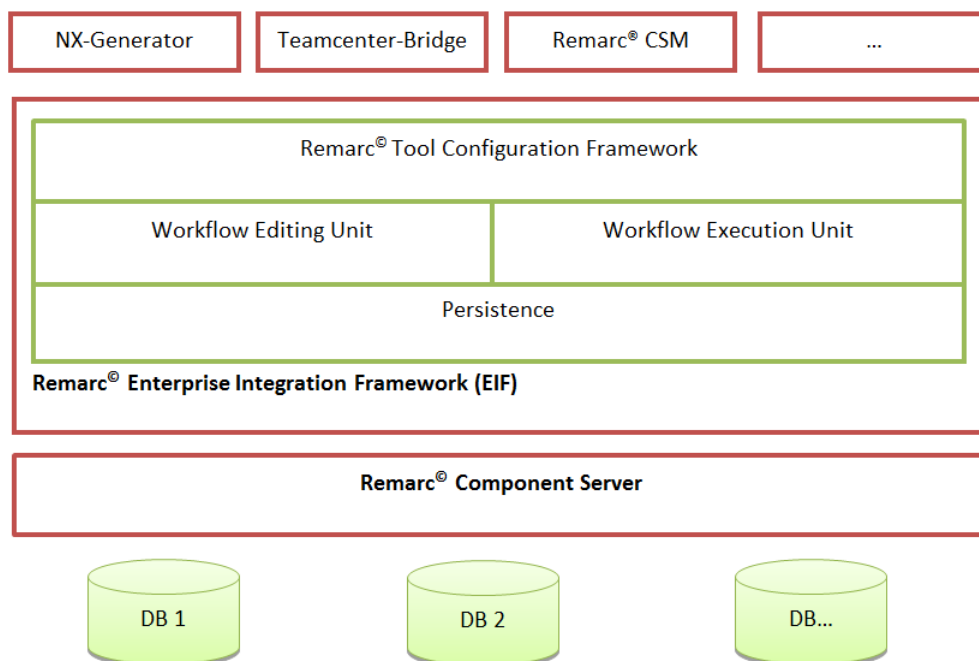 NX-Generator
Teamcenter-Bridge
Remarc® CSM
...
Remarc© Tool Configuration Framework
Workflow Editing Unit
Workflow Execution Unit
Persistence
Remarc© Enterprise Integration Framework (EIF)
Remarc© Component Server
DB 1
DB 2
DB...